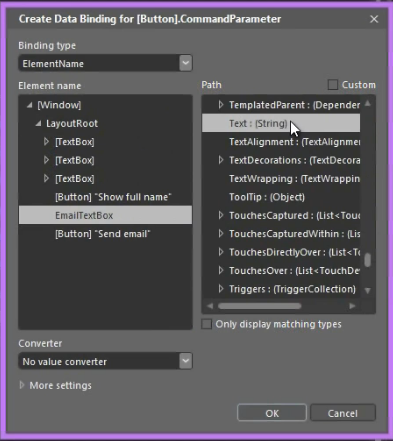 Create Data Binding for [Button].CommandParameter
Binding type
ElementName
Element name
[Window]
LayoutRoot
[TextBox]
[TextBox]
[TextBox]
[Button] "Show full name"
EmailTextBox
[Button] "Send email"
Path
Custom
TemplatedParent : (Depender
Text : (String)
TextAlignment : (TextAlignmer
TextDecorations : (TextDecora
TextWrapping : (TextWrappin
ToolTip : (Object)
TouchesCaptured : (List<Touc
TouchesCapturedWithin : (List
TouchesDirectlyOver : (List<Tc
TouchesOver : (List<TouchDe
Triggers : (TriggerCollection)
Only display matching types
Converter
No value converter
More settings
OK
Cancel